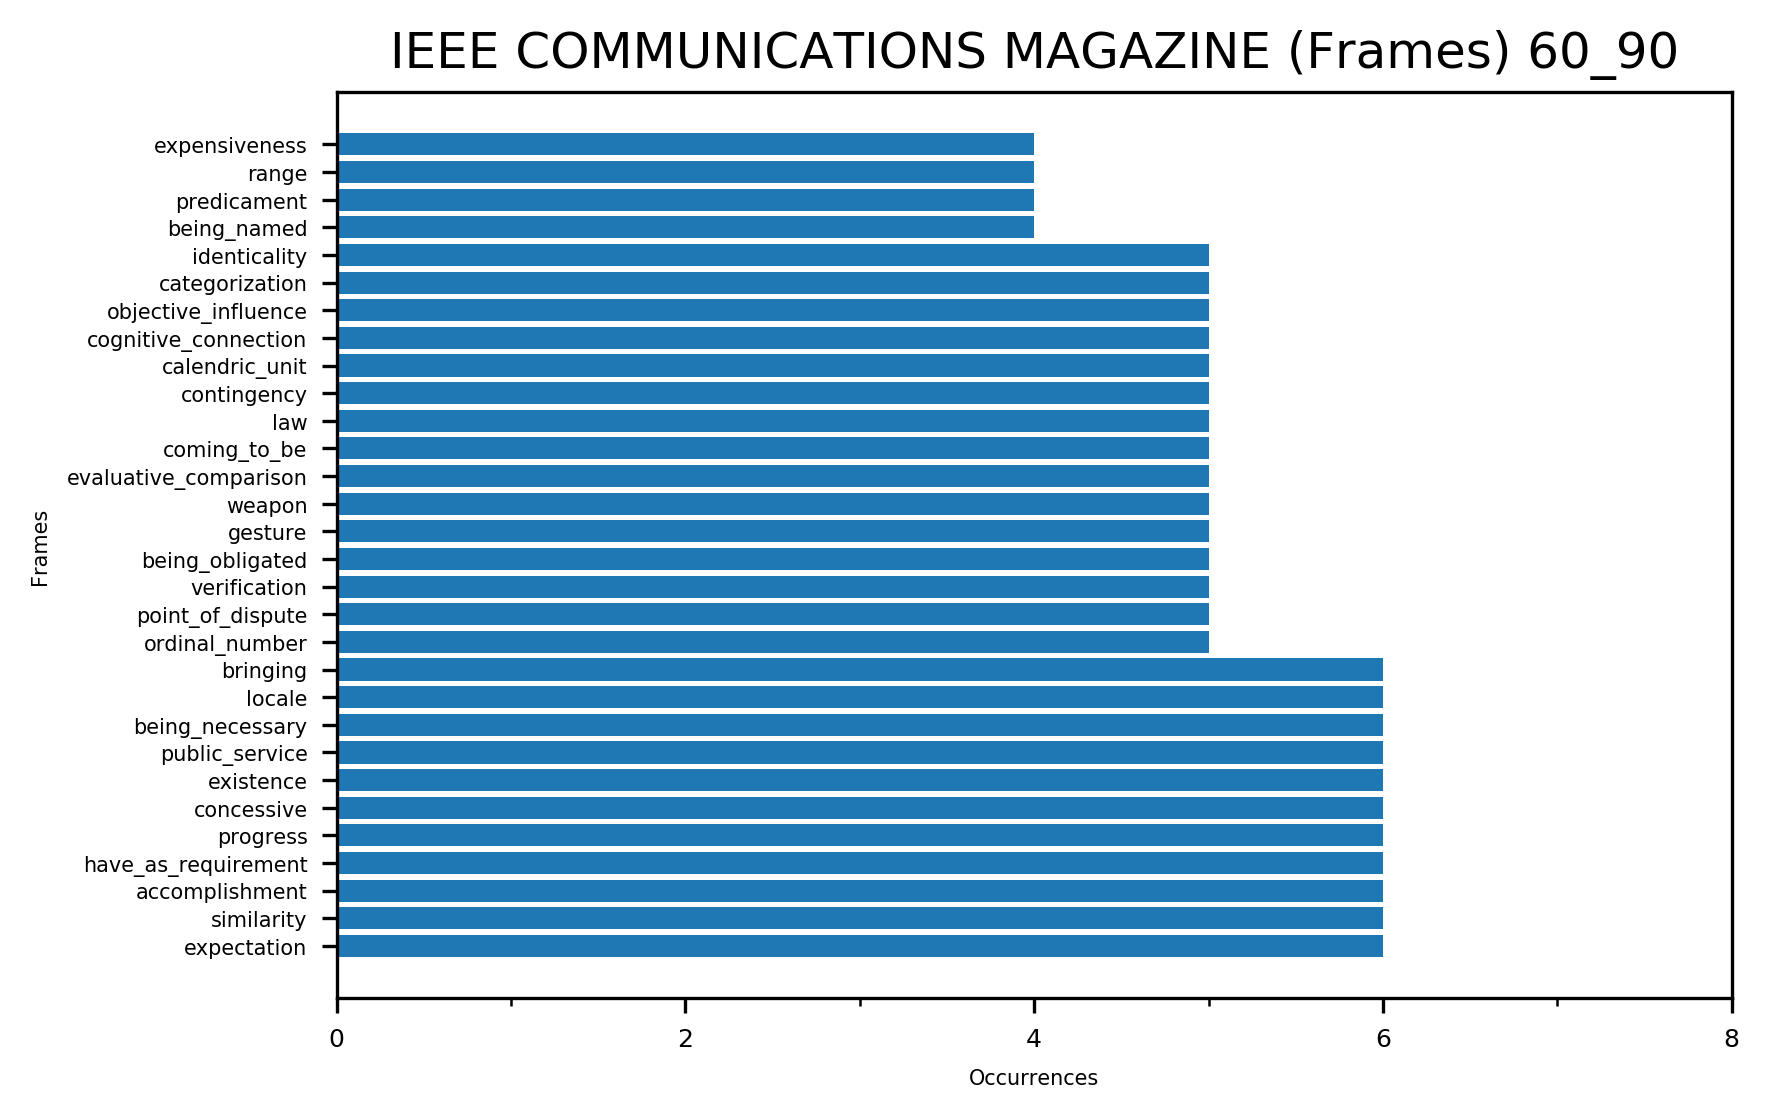 IEEE COMMUNICATIONS MAGAZINE (Frames) 60_90
expensiveness
range
predicament
being_named
identicality
categorization
objective_influence
cognitive_connection
calendric_unit
contingency
law
coming_to_be
evaluative_comparison
weapon
gesture
being_obligated
verification
point_of_dispute
ordinal_number
bringing
locale
being_necessary
public_service
existence
concessive
progress
have_as_requirement
accomplishment
similarity
expectation
Frames
0 2 4 6 8
Occurrences